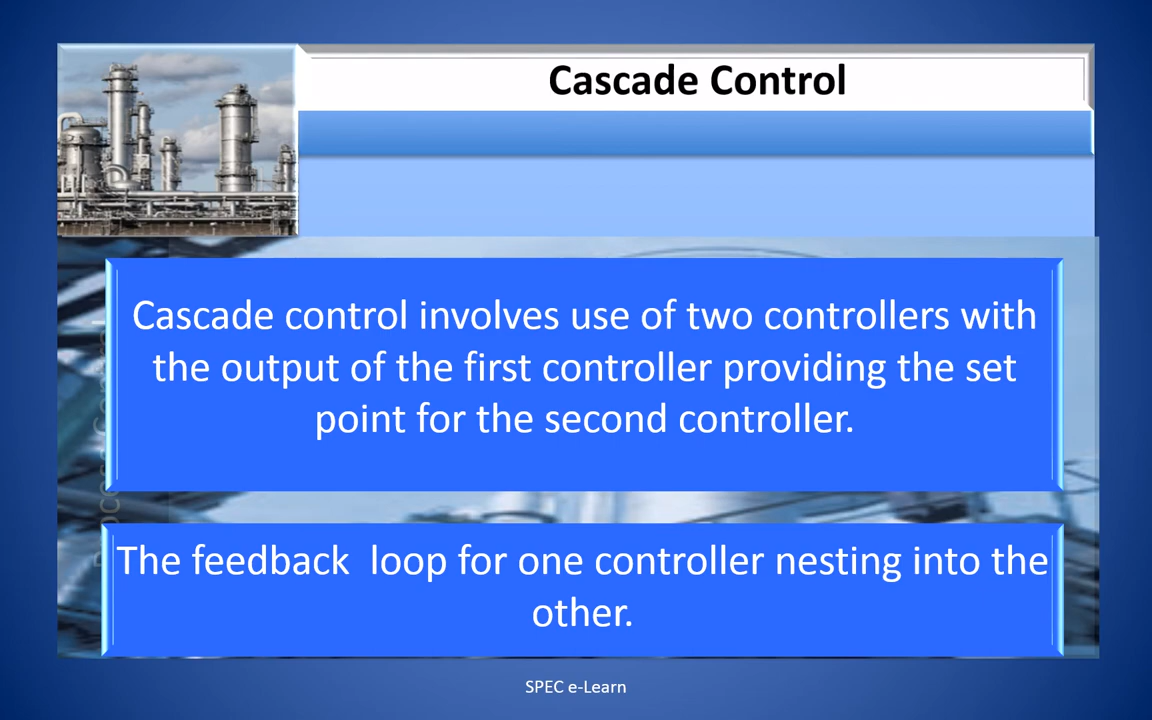 Cascade Control
Cascade control involves use of two controllers with
the output of the first controller providing the set
point for the second controller.
The feedback  loop for one controller nesting into the
other.
SPEC e-Learn